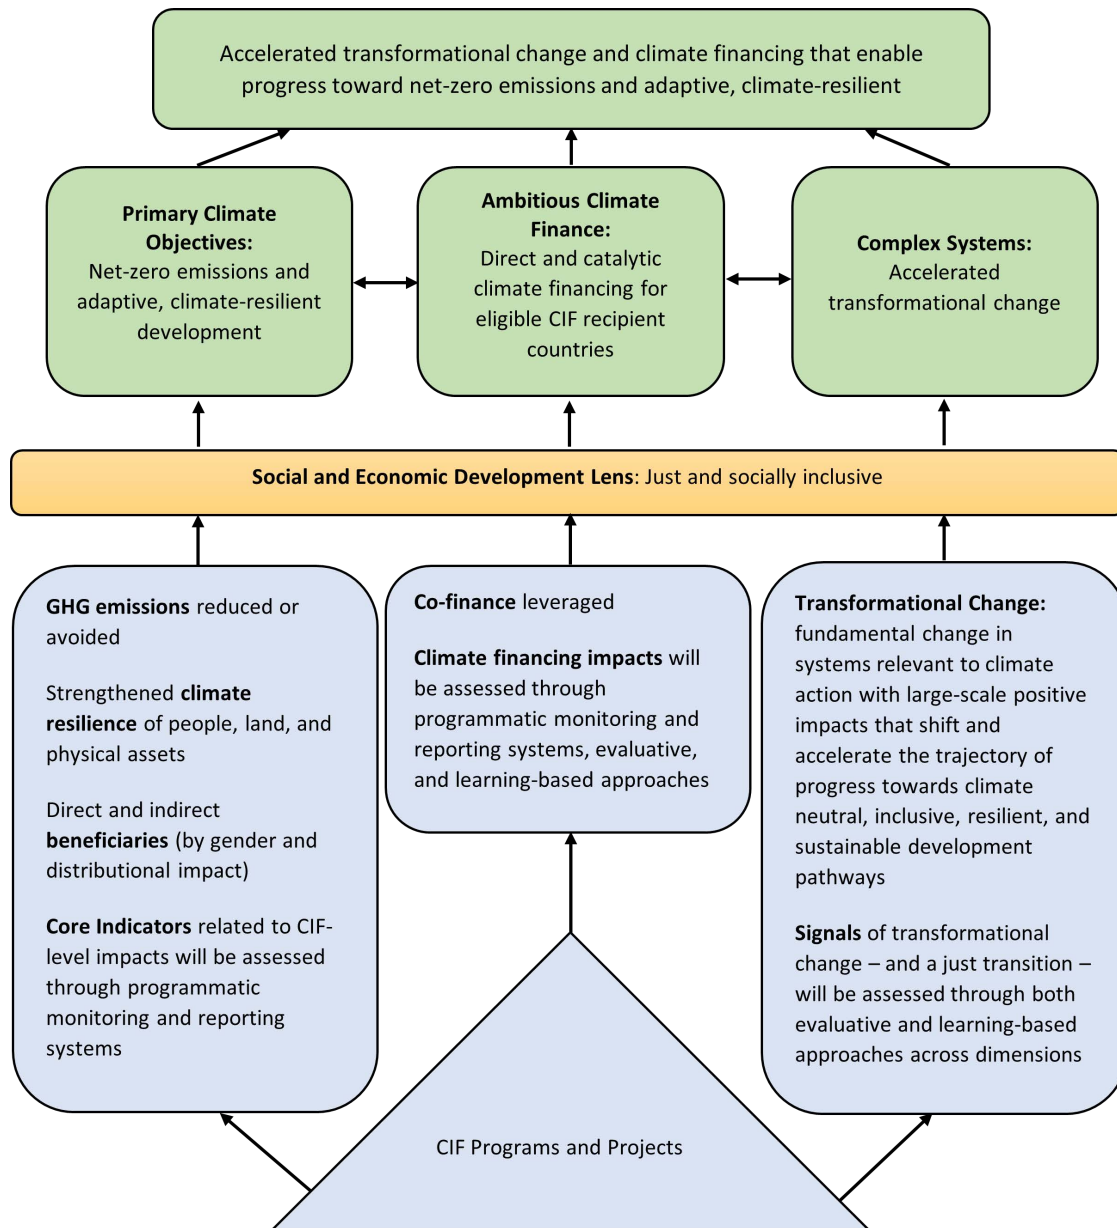 Accelerated transformational change and climate financing that enable
progress toward net-zero emissions and adaptive, climate-resilient
Primary Climate
Objectives:
Net-zero emissions and
adaptive, climate-resilient
development
Ambitious Climate
Finance:
Direct and catalytic
climate financing for
eligible CIF recipient
countries
Complex Systems:
Accelerated
transformational change
Social and Economic Development Lens: Just and socially inclusive
GHG emissions reduced or
avoided
Strengthened climate
resilience of people, land, and
physical assets
Direct and indirect
beneficiaries (by gender and
distributional impact)
Core Indicators related to CIF-
level impacts will be assessed
through programmatic
monitoring and reporting
systems
Co-finance leveraged
Climate financing impacts will
be assessed through
programmatic monitoring and
reporting systems, evaluative,
and learning-based approaches
Transformational Change:
fundamental change in
systems relevant to climate
action with large-scale positive
impacts that shift and
accelerate the trajectory of
progress towards climate
neutral, inclusive, resilient, and
sustainable development
pathways
Signals of transformational
change – and a just transition –
will be assessed through both
evaluative and learning-based
approaches across dimensions
CIF Programs and Projects